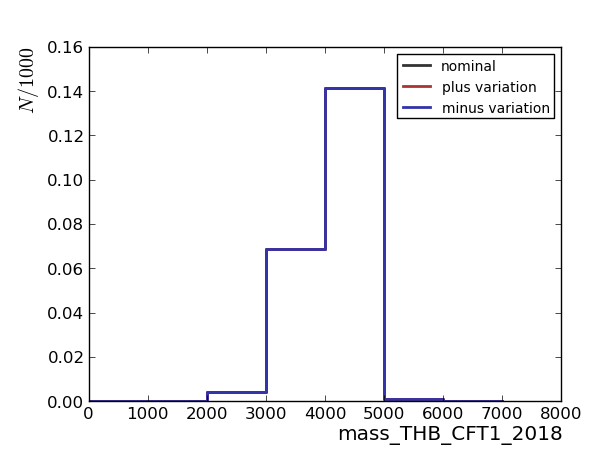 N/1000
0.16
0.14
0.12
0.10
0.08
0.06
0.04
0.02
0.00
nominal
plus variation
minus variation
0 1000 2000 3000 4000 5000 6000 7000 8000
mass_THB_CFT1_2018